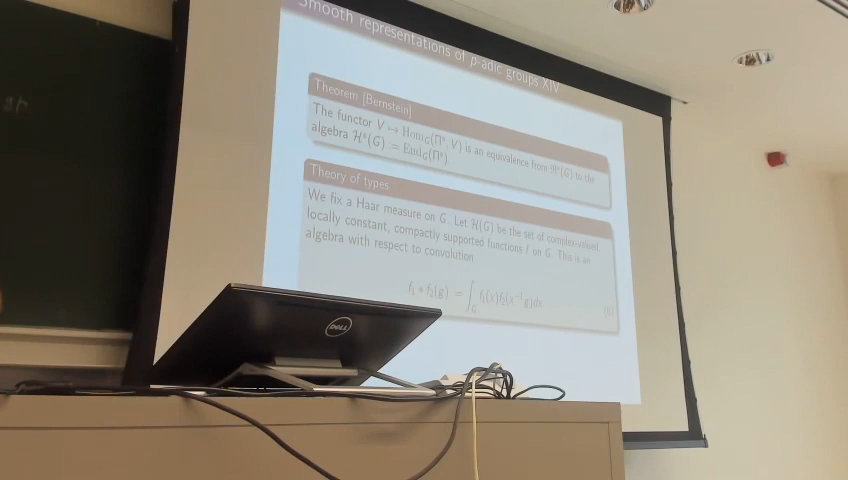 Smooth representations of p-adic groups XIV
Theorem [Bernstein]
The functor V ↦ Hom_G(Π^s, V) is an equivalence from ℜ^s(G) to the
algebra ℋ^s(G) := End_G(Π^s)
Theory of types
We fix a Haar measure on G. Let ℋ(G) be the set of complex-valued,
locally constant, compactly supported functions f on G. This is an
algebra with respect to convolution
f₁ * f₂(g) = ∫_G f₁(x)f₂(x⁻¹g)dx
DELL